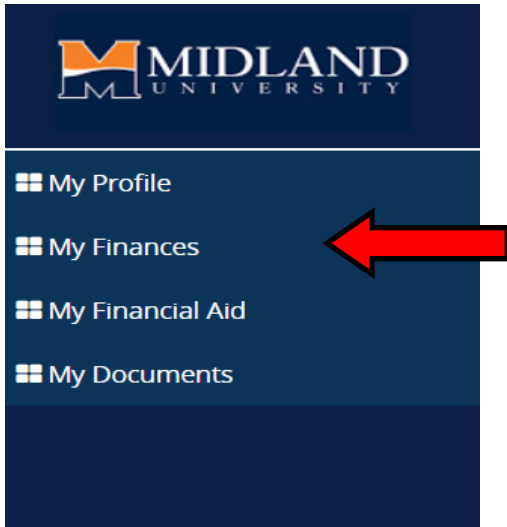 MIDLAND
UNIVERSITY
My Profile
My Finances
My Financial Aid
My Documents